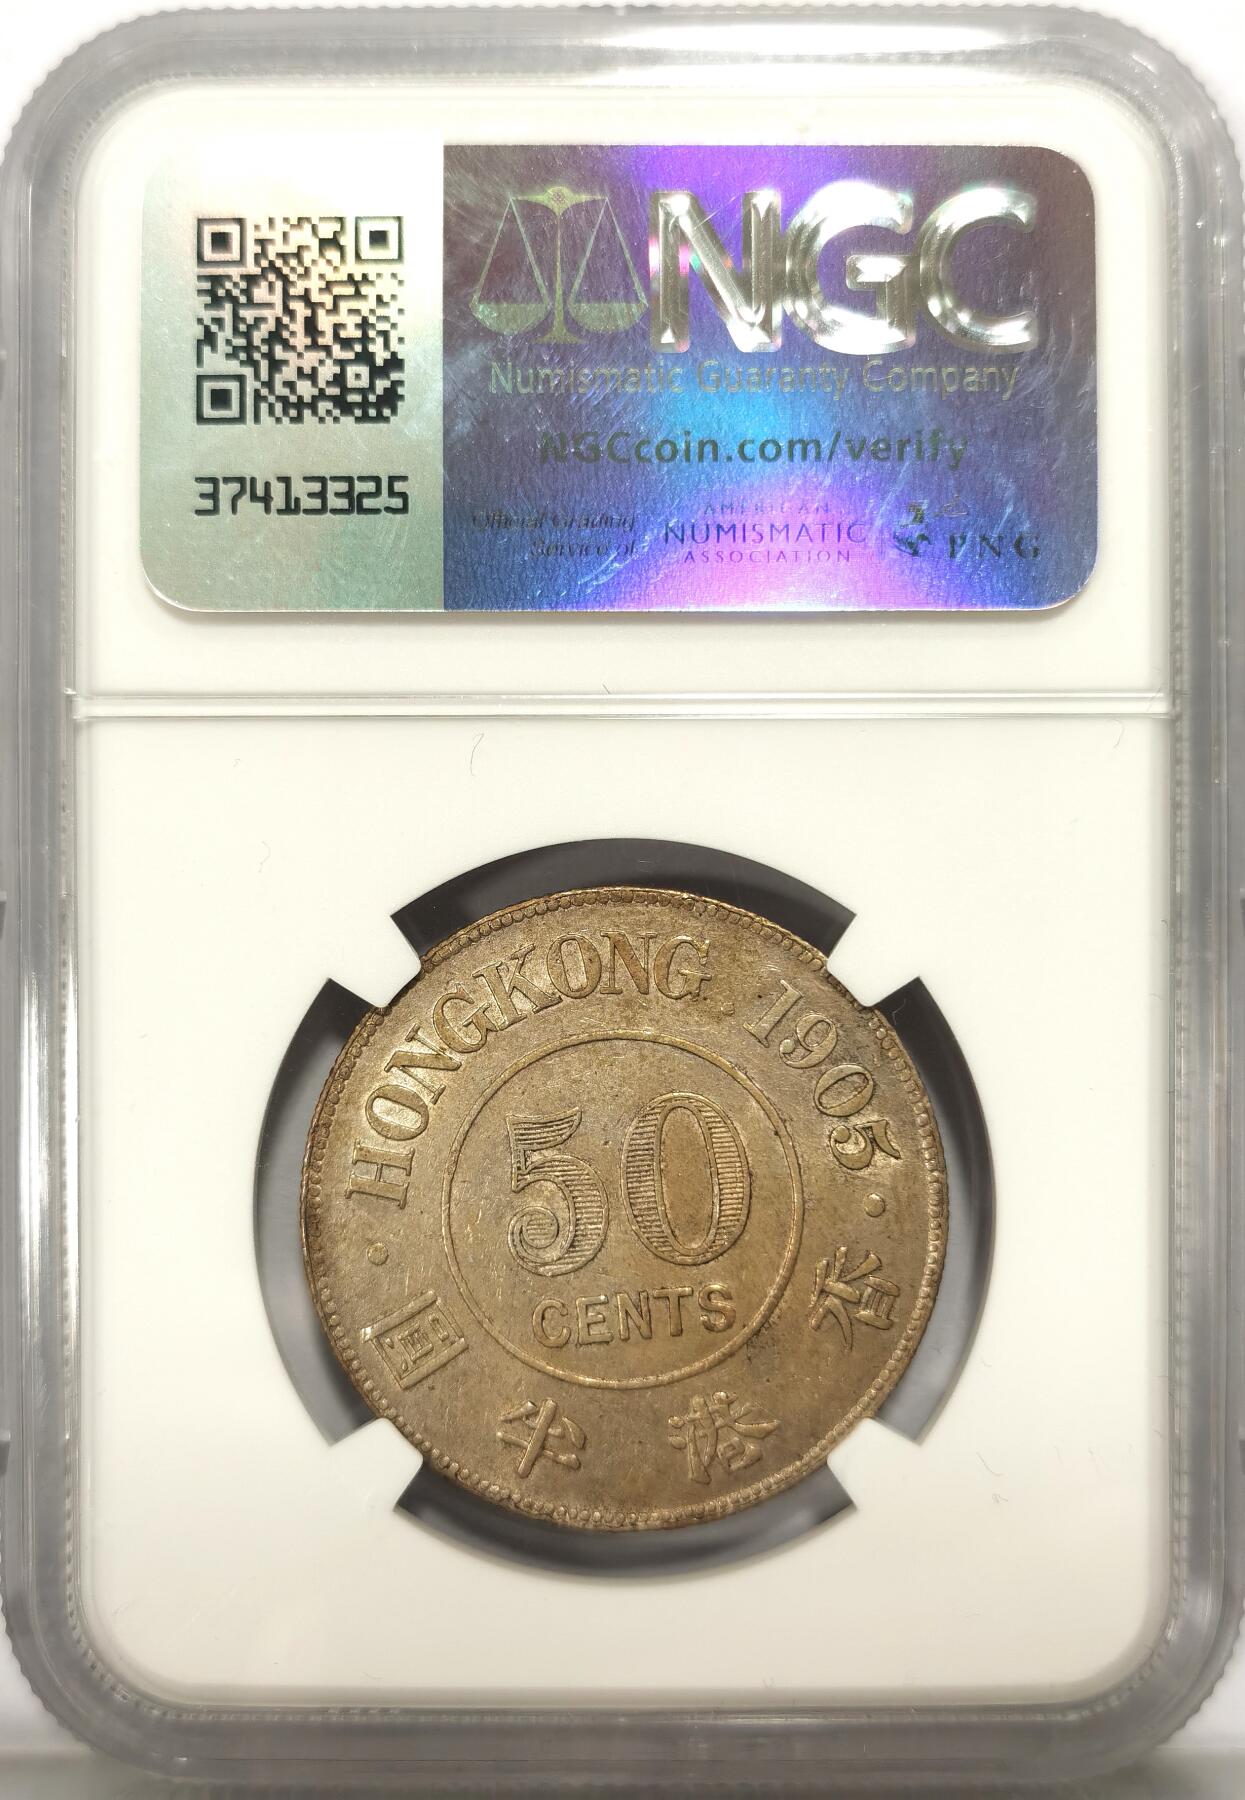 NGC
Numismatic Guaranty Company
NGCcoin.com/verify
37413325
Official Grading
Service of
AMERICAN
NUMISMATIC
ASSOCIATION
PNG
HONGKONG 1905
50
CENTS
香港半圓